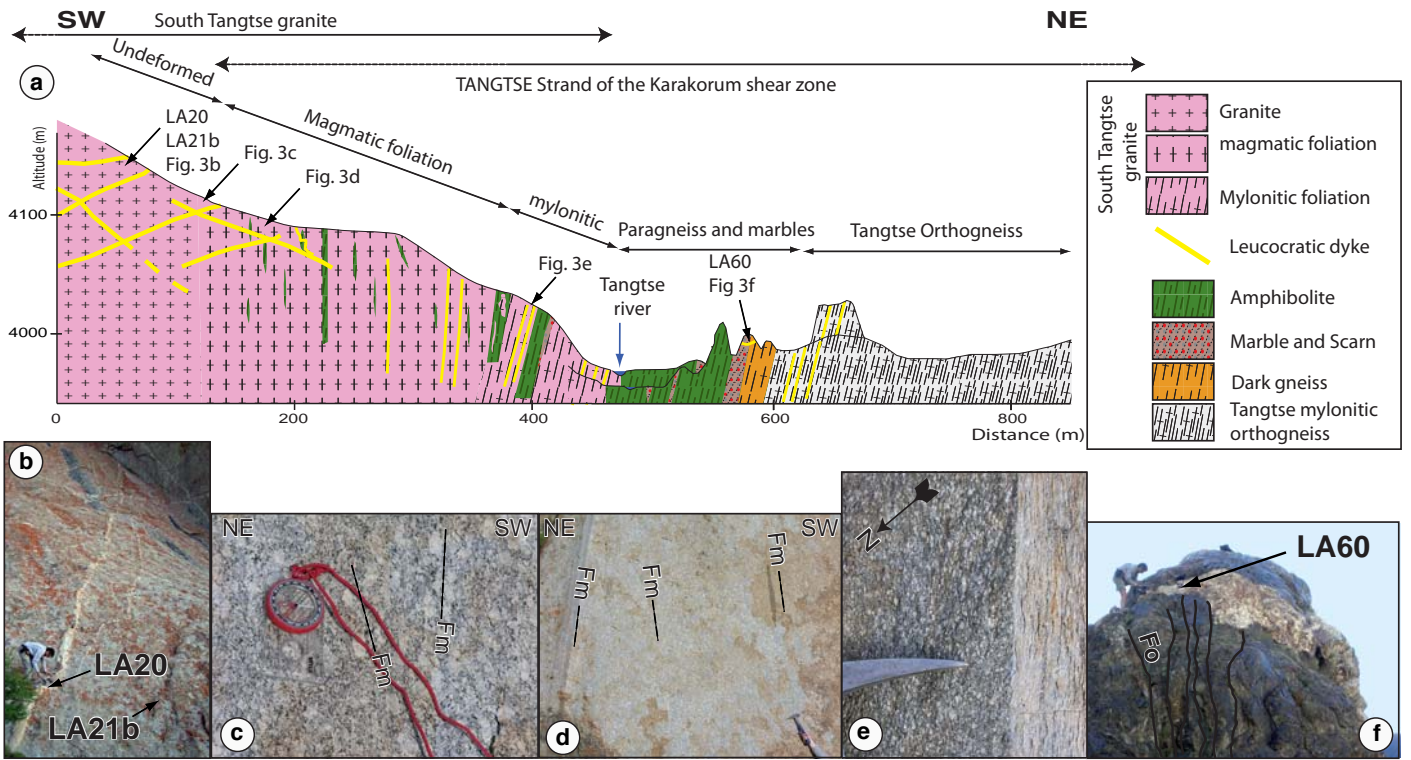 SW
South Tangtse granite
NE
Undeformed
TANGTSE Strand of the Karakorum shear zone
a
Magmatic foliation
mylonitic
LA20
LA21b
Fig. 3b
Fig. 3c
Fig. 3d
Altitude (m)
4100
4000
Paragneiss and marbles
Tangtse Orthogneiss
Fig. 3e
Tangtse
river
LA60
Fig 3f
0
200
400
600
800
Distance (m)
South Tangtse
granite
Granite
magmatic foliation
Mylonitic foliation
Leucocratic dyke
Amphibolite
Marble and Scarn
Dark gneiss
Tangtse mylonitic
orthogneiss
b
LA20
LA21b
NE
SW
Fm
Fm
c
NE
SW
Fm
Fm
Fm
d
N
e
LA60
Fo
f